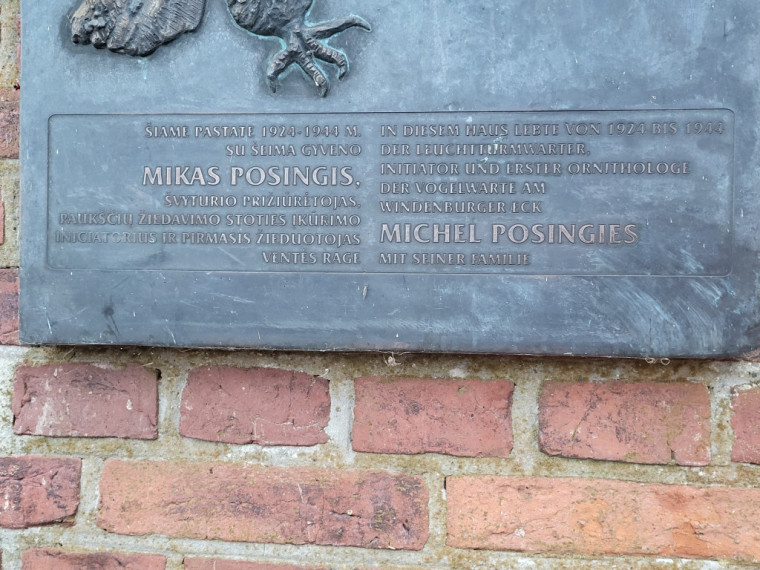 ŠIAME PASTATE 1924-1944 M.
SU ŠEIMA GYVENO
MIKAS POSINGIS,
ŠVYTURIO PRIŽIŪRĖTOJAS,
PAUKŠČIŲ ŽIEDAVIMO STOTIES ĮKŪRIMO
INICIATORIUS IR PIRMASIS ŽIEDUOTOJAS
VENTĖS RAGE
IN DIESEM HAUS LEBTE VON 1924 BIS 1944
DER LEUCHTTURMWÄRTER,
INITIATOR UND ERSTER ORNITHOLOGE
DER VOGELWARTE AM
WINDENBURGER ECK
MICHEL POSINGIES
MIT SEINER FAMILIE